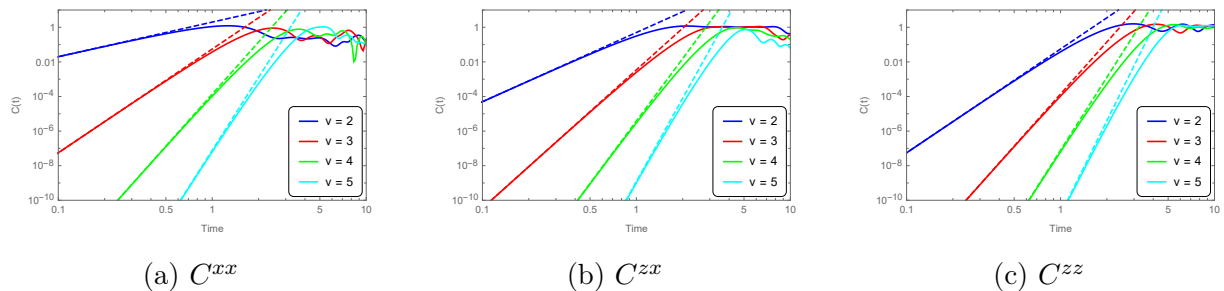 C(t)
1
0.01
10^{-4}
10^{-6}
10^{-8}
10^{-10}
0.1
0.5
1
5
10
Time
v = 2
v = 3
v = 4
v = 5
(a) C^{xx}
C(t)
1
0.01
10^{-4}
10^{-6}
10^{-8}
10^{-10}
0.1
0.5
1
5
10
Time
v = 2
v = 3
v = 4
v = 5
(b) C^{zx}
C(t)
1
0.01
10^{-4}
10^{-6}
10^{-8}
10^{-10}
0.1
0.5
1
5
10
Time
v = 2
v = 3
v = 4
v = 5
(c) C^{zz}